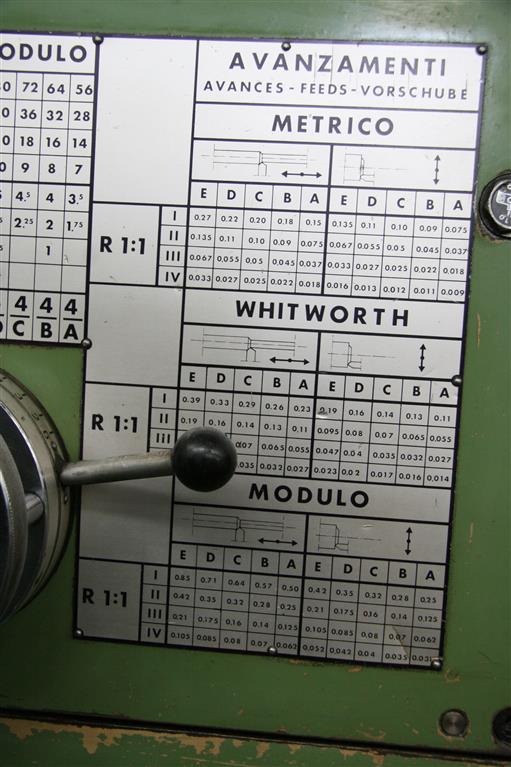 ODULO
0 72 64 56
0 36 32 28
0 18 16 14
0 9 8 7
4.5 4 3.5
2.25 2 1.75
1
4 4 4
C B A
AVANZAMENTI
AVANCES - FEEDS - VORSCHUBE
METRICO
E D C B A E D C B A
R 1:1
I 0.27 0.22 0.20 0.18 0.15 0.135 0.11 0.10 0.09 0.075
II 0.135 0.11 0.10 0.09 0.075 0.067 0.055 0.05 0.045 0.037
III 0.067 0.055 0.05 0.045 0.037 0.033 0.027 0.025 0.022 0.018
IV 0.033 0.027 0.025 0.022 0.018 0.016 0.013 0.012 0.011 0.009
WHITWORTH
E D C B A E D C B A
R 1:1
I 0.39 0.33 0.29 0.26 0.23 0.19 0.16 0.14 0.13 0.11
II 0.19 0.16 0.14 0.13 0.11 0.095 0.08 0.07 0.065 0.055
III 0.07 0.065 0.055 0.047 0.04 0.035 0.032 0.027
0.035 0.032 0.027 0.023 0.02 0.017 0.016 0.014
MODULO
E D C B A E D C B A
R 1:1
I 0.85 0.71 0.64 0.57 0.50 0.42 0.35 0.32 0.28 0.25
II 0.42 0.35 0.32 0.28 0.25 0.21 0.175 0.16 0.14 0.125
III 0.21 0.175 0.16 0.14 0.125 0.105 0.085 0.08 0.07 0.062
IV 0.105 0.085 0.08 0.07 0.062 0.052 0.042 0.04 0.035